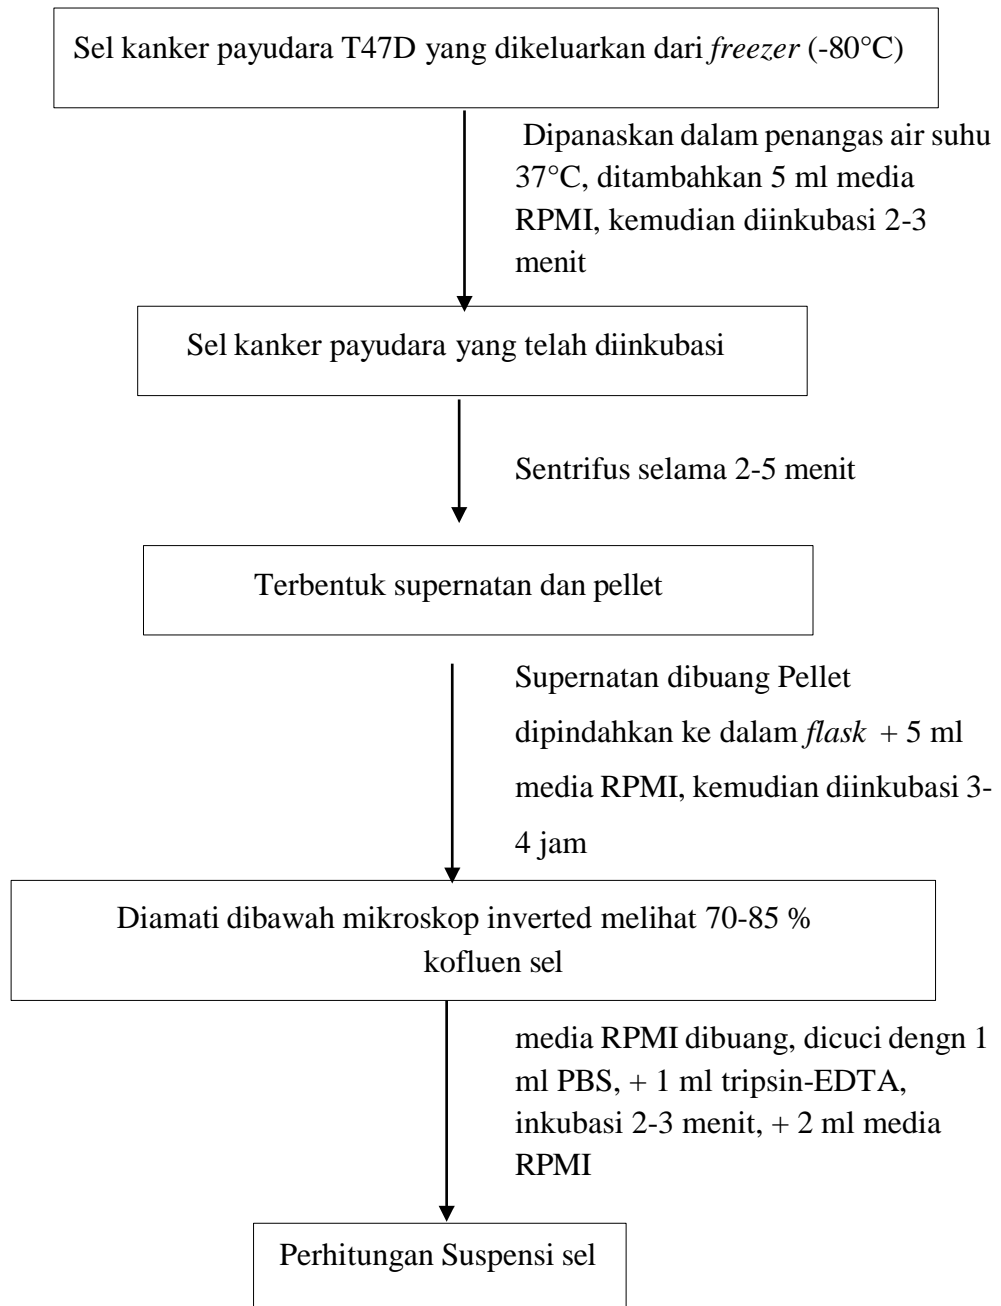 Sel kanker payudara T47D yang dikeluarkan dari freezer (-80°C)
Dipanaskan dalam penangas air suhu
37°C, ditambahkan 5 ml media
RPMI, kemudian diinkubasi 2-3
menit
Sel kanker payudara yang telah diinkubasi
Sentrifus selama 2-5 menit
Terbentuk supernatan dan pellet
Supernatan dibuang Pellet
dipindahkan ke dalam flask + 5 ml
media RPMI, kemudian diinkubasi 3-
4 jam
Diamati dibawah mikroskop inverted melihat 70-85 %
kofluen sel
media RPMI dibuang, dicuci dengn 1
ml PBS, + 1 ml tripsin-EDTA,
inkubasi 2-3 menit, + 2 ml media
RPMI
Perhitungan Suspensi sel